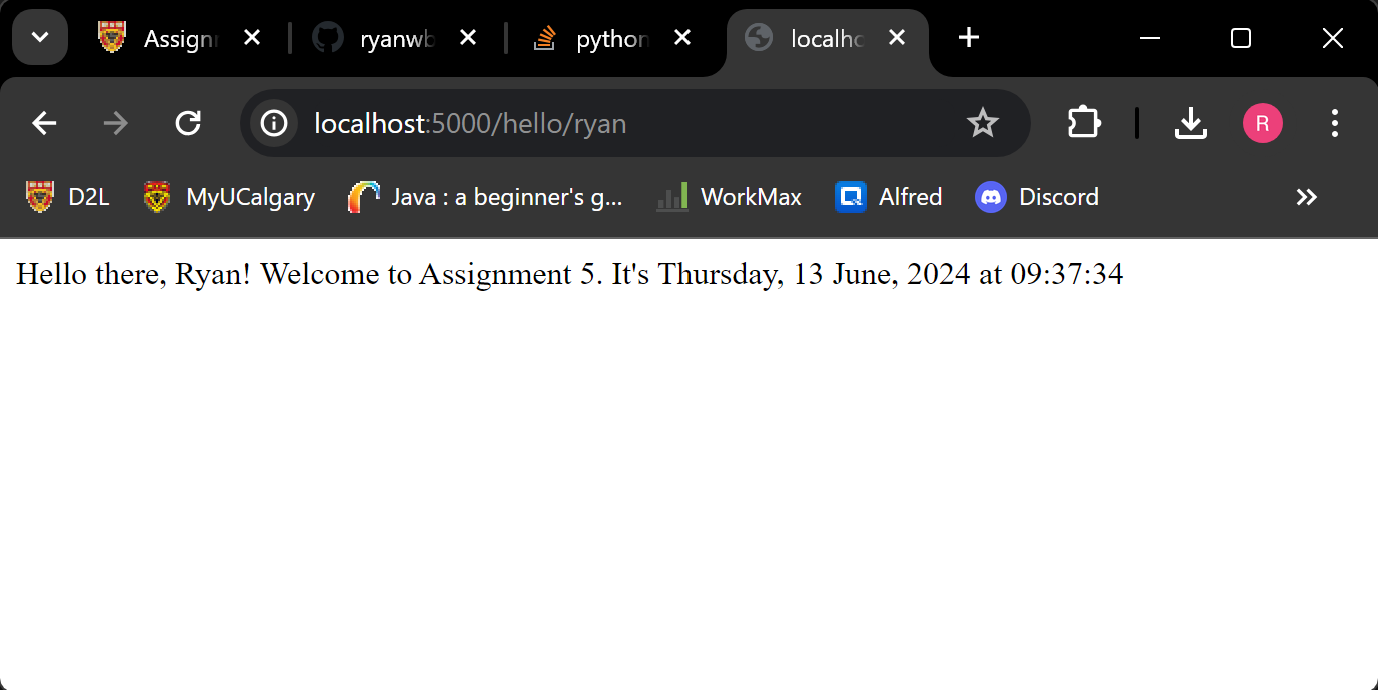 Assign
ryanwb
python
localho
localhost:5000/hello/ryan
R
D2L
MyUCalgary
Java : a beginner's g...
WorkMax
Alfred
Discord
Hello there, Ryan! Welcome to Assignment 5. It's Thursday, 13 June, 2024 at 09:37:34